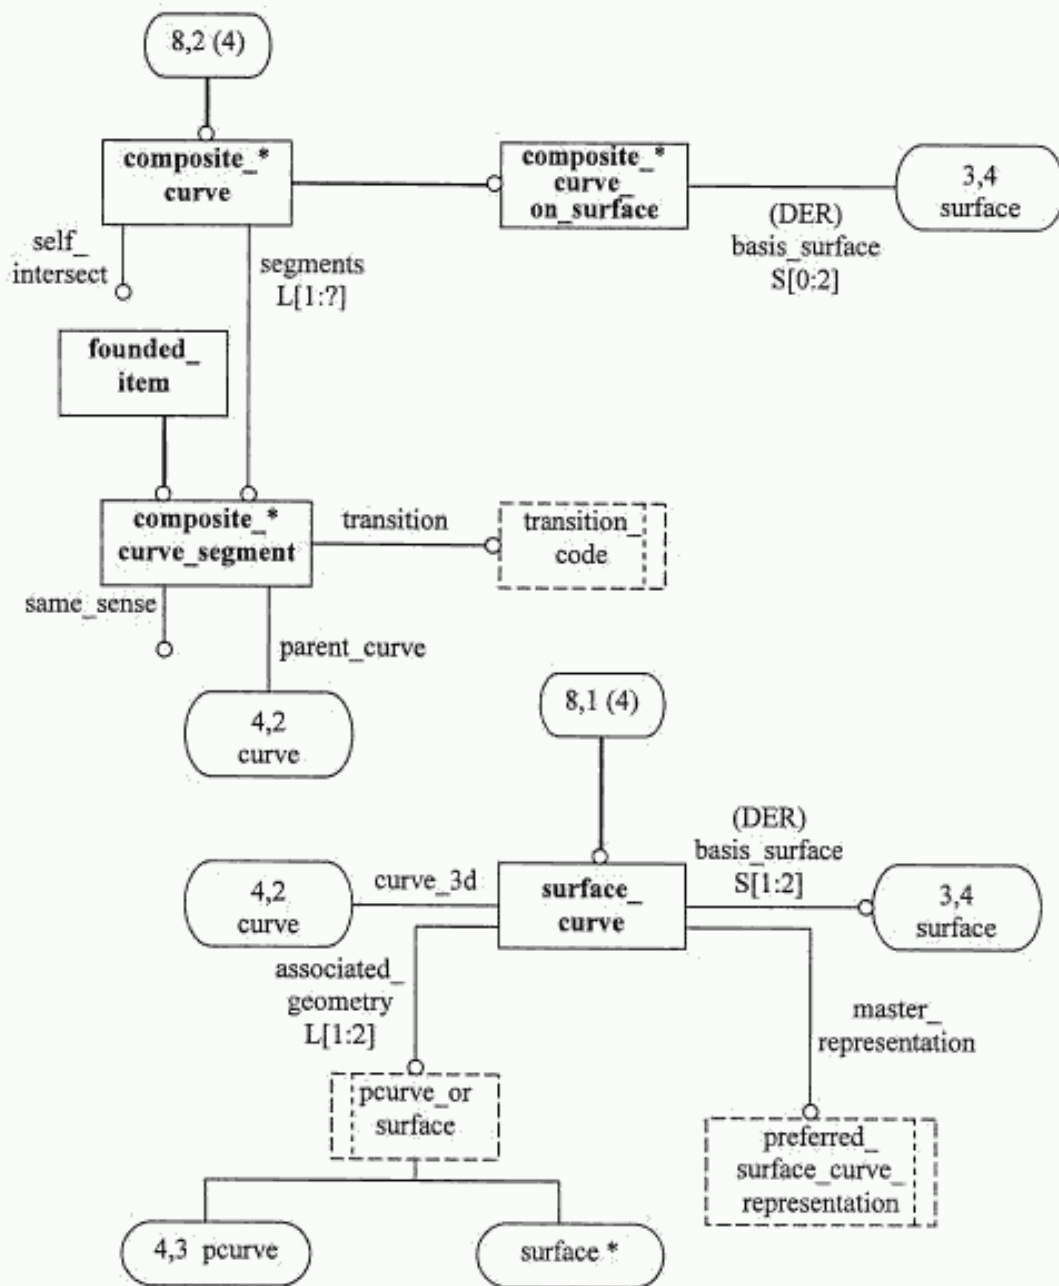 8,2 (4)
composite_*
curve
composite_*
curve_
on_surface
3,4
surface
(DER)
basis_surface
S[0:2]
self_
intersect
segments
L[1:?]
founded_
item
composite_*
curve_segment
transition
transition_
code
same_sense
parent_curve
4,2
curve
8,1 (4)
(DER)
basis_surface
S[1:2]
4,2
curve
curve_3d
surface_
curve
3,4
surface
associated_
geometry
L[1:2]
master_
representation
pcurve_or
surface
preferred_
surface_curve_
representation
4,3 pcurve
surface *